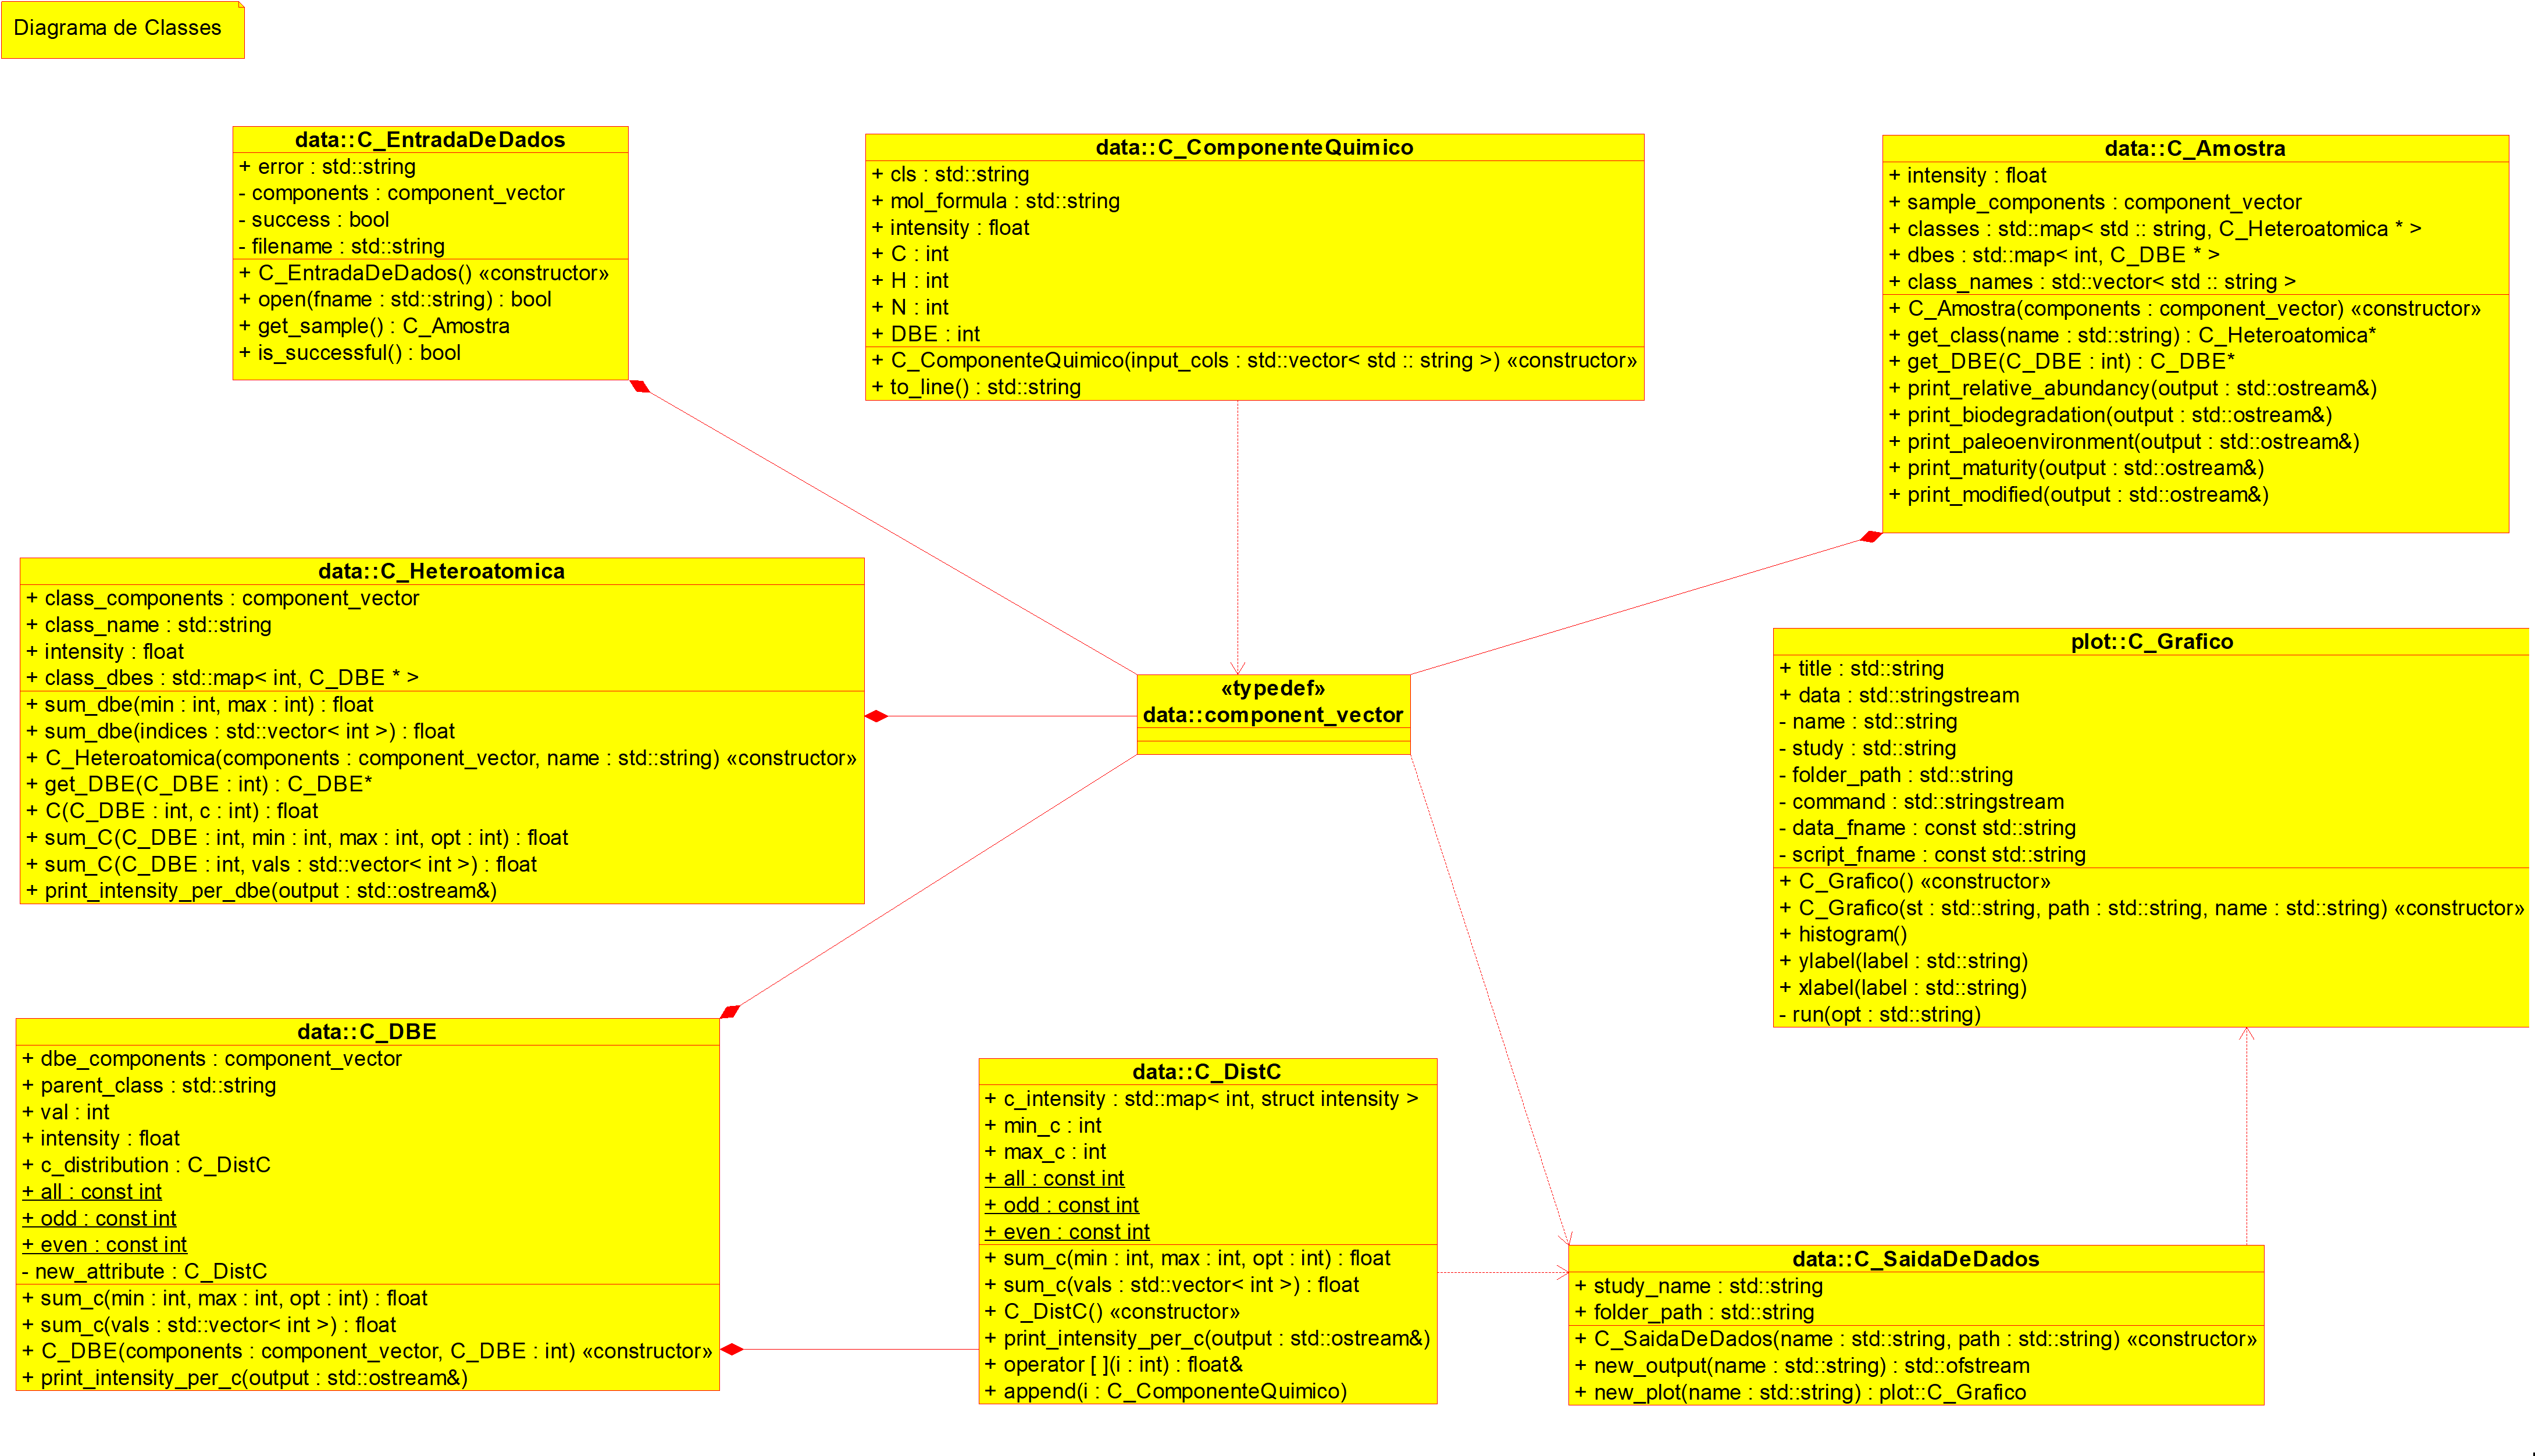 Diagrama de Classes
data::C_EntradaDeDados
+ error : std::string
- components : component_vector
- success : bool
- filename : std::string
+ C_EntradaDeDados() «constructor»
+ open(fname : std::string) : bool
+ get_sample() : C_Amostra
+ is_successful() : bool
data::C_ComponenteQuimico
+ cls : std::string
+ mol_formula : std::string
+ intensity : float
+ C : int
+ H : int
+ N : int
+ DBE : int
+ C_ComponenteQuimico(input_cols : std::vector< std :: string >) «constructor»
+ to_line() : std::string
data::C_Amostra
+ intensity : float
+ sample_components : component_vector
+ classes : std::map< std :: string, C_Heteroatomica * >
+ dbes : std::map< int, C_DBE * >
+ class_names : std::vector< std :: string >
+ C_Amostra(components : component_vector) «constructor»
+ get_class(name : std::string) : C_Heteroatomica*
+ get_DBE(C_DBE : int) : C_DBE*
+ print_relative_abundancy(output : std::ostream&)
+ print_biodegradation(output : std::ostream&)
+ print_paleoenvironment(output : std::ostream&)
+ print_maturity(output : std::ostream&)
+ print_modified(output : std::ostream&)
data::C_Heteroatomica
+ class_components : component_vector
+ class_name : std::string
+ intensity : float
+ class_dbes : std::map< int, C_DBE * >
+ sum_dbe(min : int, max : int) : float
+ sum_dbe(indices : std::vector< int >) : float
+ C_Heteroatomica(components : component_vector, name : std::string) «constructor»
+ get_DBE(C_DBE : int) : C_DBE*
+ C(C_DBE : int, c : int) : float
+ sum_C(C_DBE : int, min : int, max : int, opt : int) : float
+ sum_C(C_DBE : int, vals : std::vector< int >) : float
+ print_intensity_per_dbe(output : std::ostream&)
«typedef»
data::component_vector
plot::C_Grafico
+ title : std::string
+ data : std::stringstream
- name : std::string
- study : std::string
- folder_path : std::string
- command : std::stringstream
- data_fname : const std::string
- script_fname : const std::string
+ C_Grafico() «constructor»
+ C_Grafico(st : std::string, path : std::string, name : std::string) «constructor»
+ histogram()
+ ylabel(label : std::string)
+ xlabel(label : std::string)
- run(opt : std::string)
data::C_DBE
+ dbe_components : component_vector
+ parent_class : std::string
+ val : int
+ intensity : float
+ c_distribution : C_DistC
+ all : const int
+ odd : const int
+ even : const int
- new_attribute : C_DistC
+ sum_c(min : int, max : int, opt : int) : float
+ sum_c(vals : std::vector< int >) : float
+ C_DBE(components : component_vector, C_DBE : int) «constructor»
+ print_intensity_per_c(output : std::ostream&)
data::C_DistC
+ c_intensity : std::map< int, struct intensity >
+ min_c : int
+ max_c : int
+ all : const int
+ odd : const int
+ even : const int
+ sum_c(min : int, max : int, opt : int) : float
+ sum_c(vals : std::vector< int >) : float
+ C_DistC() «constructor»
+ print_intensity_per_c(output : std::ostream&)
+ operator [ ](i : int) : float&
+ append(i : C_ComponenteQuimico)
data::C_SaidaDeDados
+ study_name : std::string
+ folder_path : std::string
+ C_SaidaDeDados(name : std::string, path : std::string) «constructor»
+ new_output(name : std::string) : std::ofstream
+ new_plot(name : std::string) : plot::C_Grafico